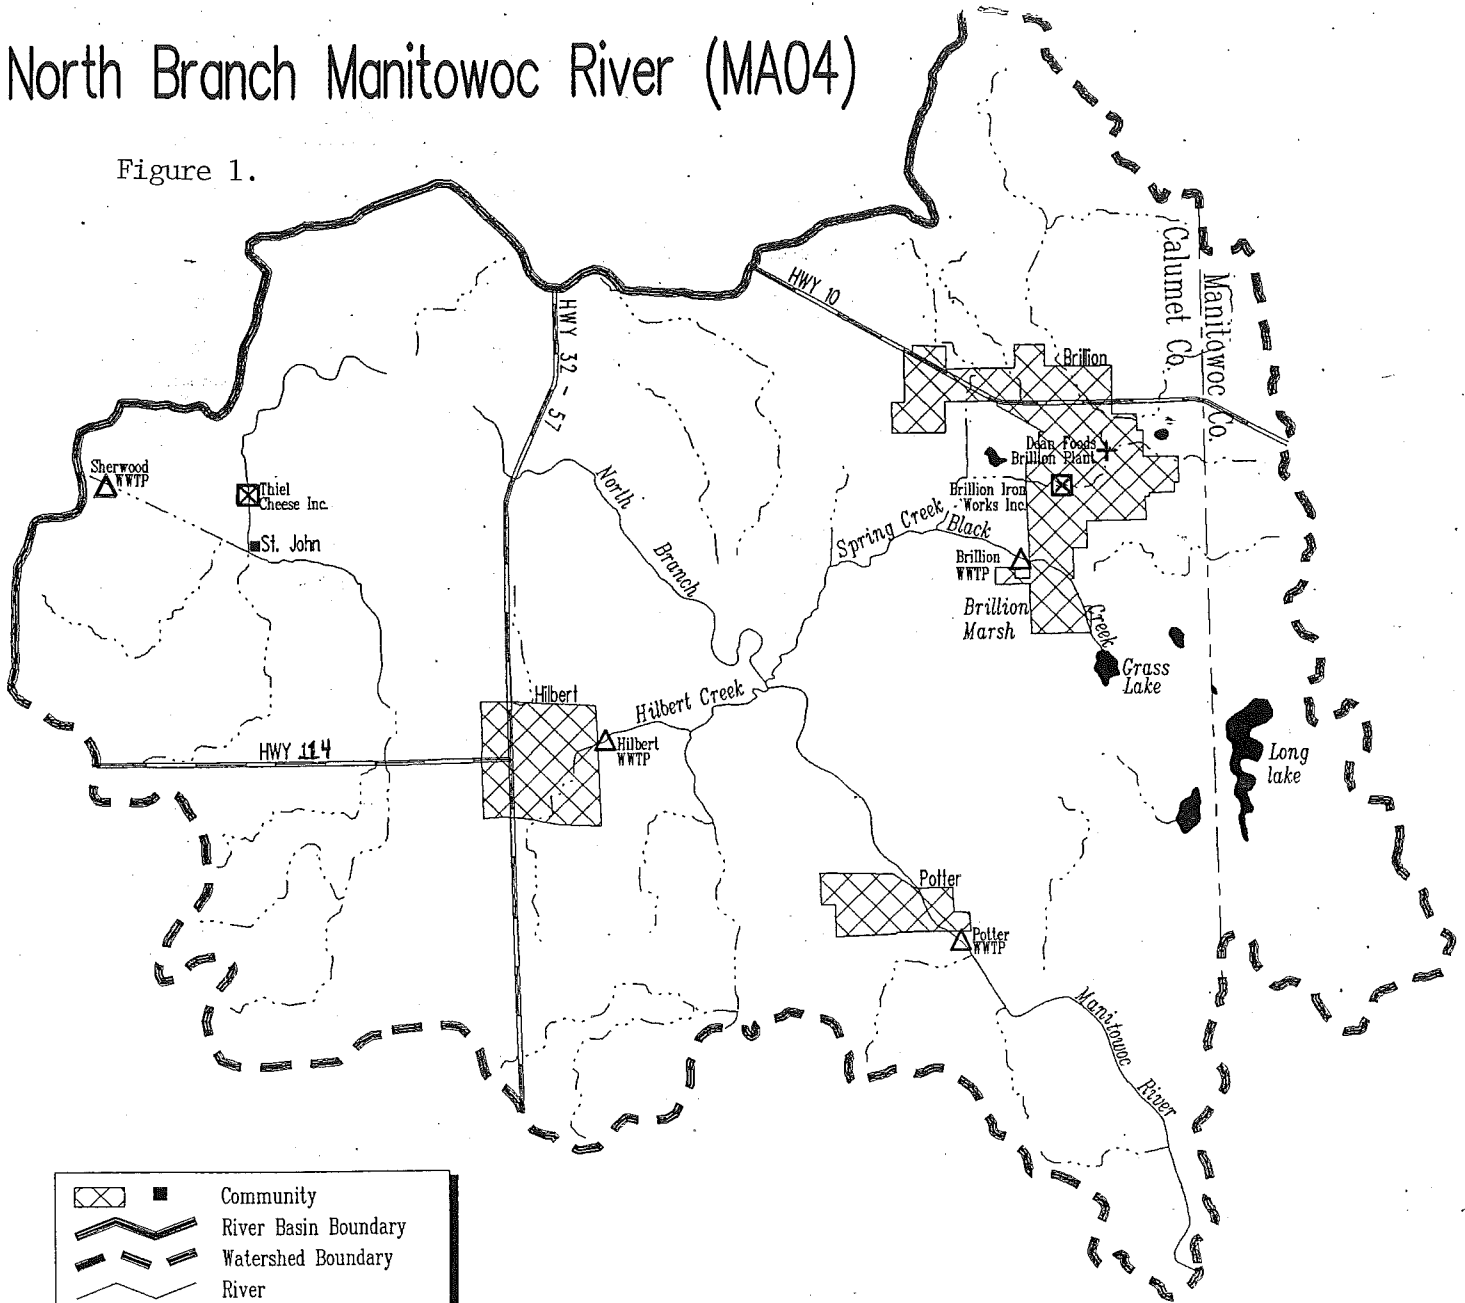 North Branch Manitowoc River (MA04)
Figure 1.
HWY 10
Calumet Co.
Manitowoc Co.
HWY 32 - 57
Brillion
Dean Foods
Brillion Plant
Sherwood
WWTP
Thiel
Cheese Inc.
North
Branch
Brillion Iron
Works Inc.
Spring Creek
Black
Creek
St. John
Brillion
WWTP
Brillion
Marsh
Grass
Lake
Hilbert
Hilbert Creek
Hilbert
WWTP
HWY 114
Long
lake
Potter
Potter
WWTP
Manitowoc
River
Community
River Basin Boundary
Watershed Boundary
River